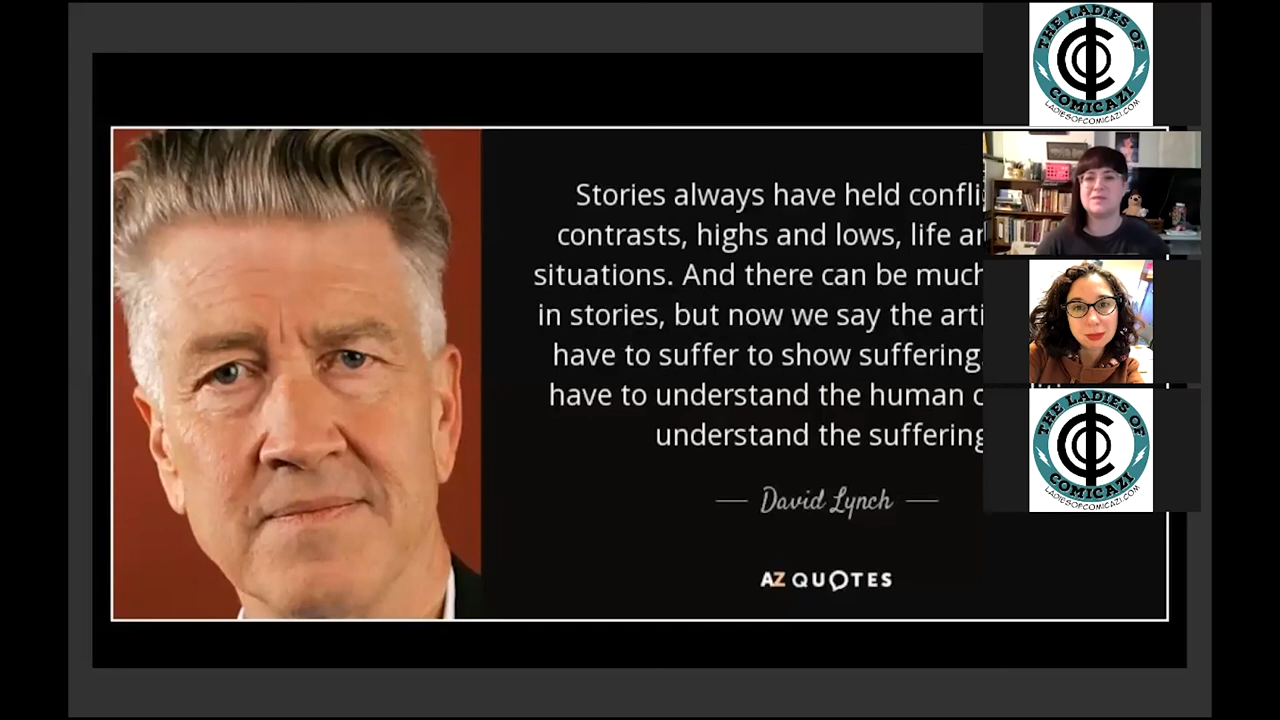 Stories always have held confli
contrasts, highs and lows, life an
situations. And there can be much
in stories, but now we say the arti
have to suffer to show suffering.
have to understand the human c
understand the suffering
David Lynch
AZ QUOTES
THE LADIES OF
COMICAZI
LADIESOFCOMICAZI.COM
THE LADIES OF
COMICAZI
LADIESOFCOMICAZI.COM